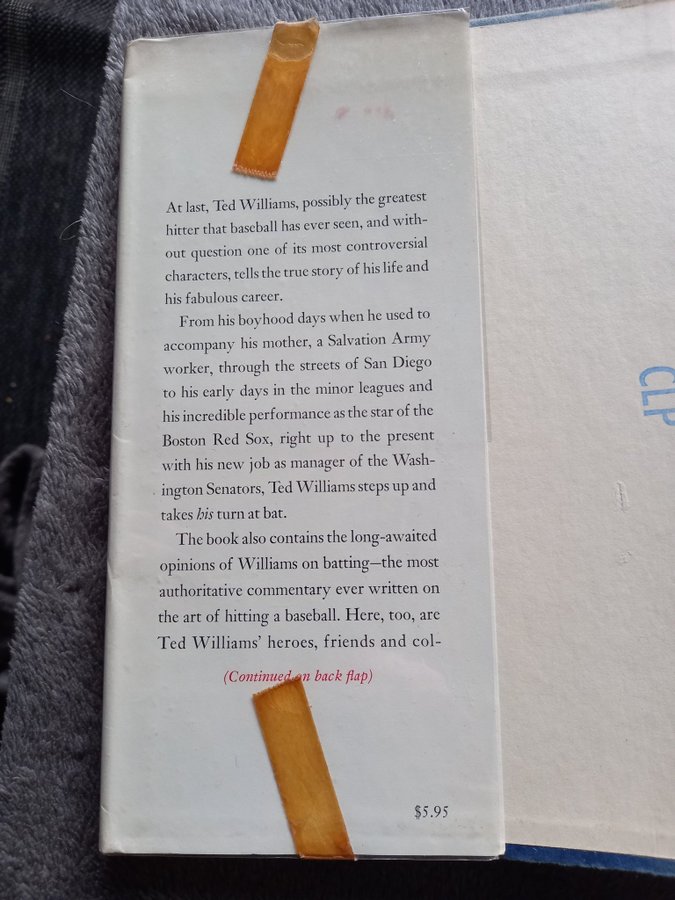 At last, Ted Williams, possibly the greatest
hitter that baseball has ever seen, and with-
out question one of its most controversial
characters, tells the true story of his life and
his fabulous career.
From his boyhood days when he used to
accompany his mother, a Salvation Army
worker, through the streets of San Diego
to his early days in the minor leagues and
his incredible performance as the star of the
Boston Red Sox, right up to the present
with his new job as manager of the Wash-
ington Senators, Ted Williams steps up and
takes his turn at bat.
The book also contains the long-awaited
opinions of Williams on batting—the most
authoritative commentary ever written on
the art of hitting a baseball. Here, too, are
Ted Williams' heroes, friends and col-
(Continued on back flap)
$5.95
CLP